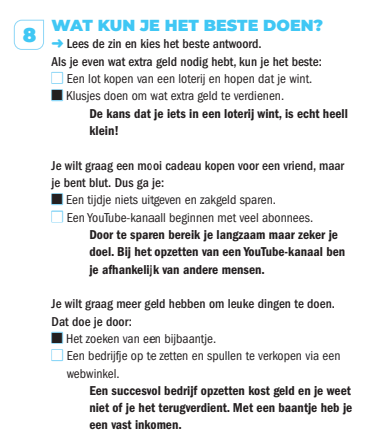 8
WAT KUN JE HET BESTE DOEN?
→ Lees de zin en kies het beste antwoord.
Als je even wat extra geld nodig hebt, kun je het beste:
Een lot kopen van een loterij en hopen dat je wint.
Klusjes doen om wat extra geld te verdienen.
De kans dat je iets in een loterij wint, is echt heell
klein!
Je wilt graag een mooi cadeau kopen voor een vriend, maar
je bent blut. Dus ga je:
Een tijdje niets uitgeven en zakgeld sparen.
Een YouTube-kanaall beginnen met veel abonnees.
Door te sparen bereik je langzaam maar zeker je
doel. Bij het opzetten van een YouTube-kanaal ben
je afhankelijk van andere mensen.
Je wilt graag meer geld hebben om leuke dingen te doen.
Dat doe je door:
Het zoeken van een bijbaantje.
Een bedrijfje op te zetten en spullen te verkopen via een
webwinkel.
Een succesvol bedrijf opzetten kost geld en je weet
niet of je het terugverdient. Met een baantje heb je
een vast inkomen.